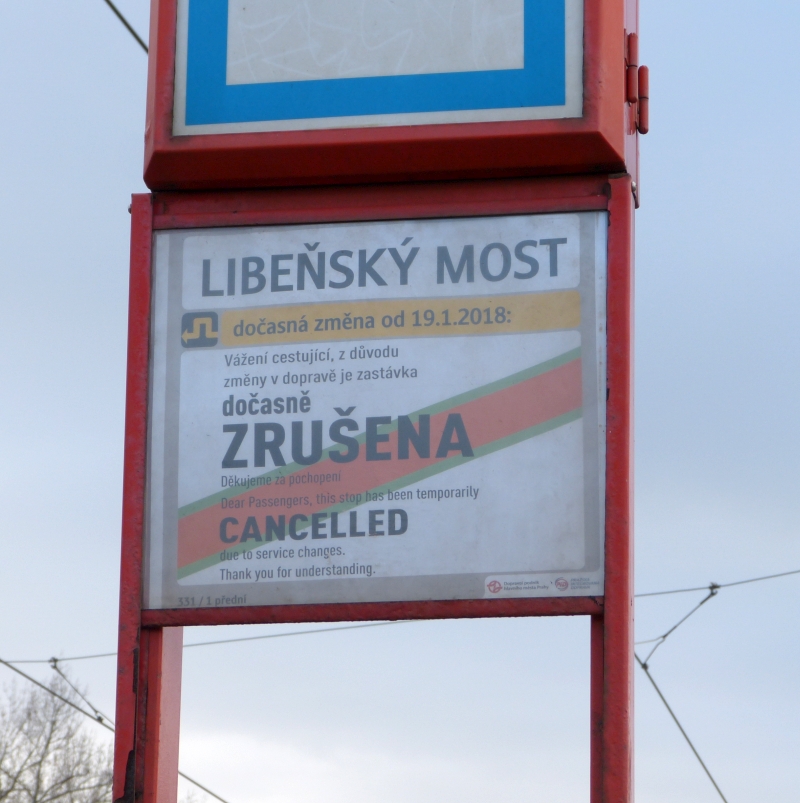 LIBEŇSKÝ MOST
dočasná změna od 19.1.2018:
Vážení cestující, z důvodu
změny v dopravě je zastávka
dočasně
ZRUŠENA
Děkujeme za pochopení
Dear Passengers, this stop has been temporarily
CANCELLED
due to service changes.
Thank you for understanding.
331 / 1 přední